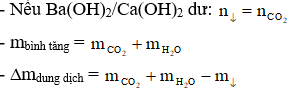 - Nếu Ba(OH)₂/Ca(OH)₂ dư: n↓ = n_CO₂
- m_bình tăng = m_CO₂ + m_H₂O
- Δm_dung dịch = m_CO₂ + m_H₂O − m↓